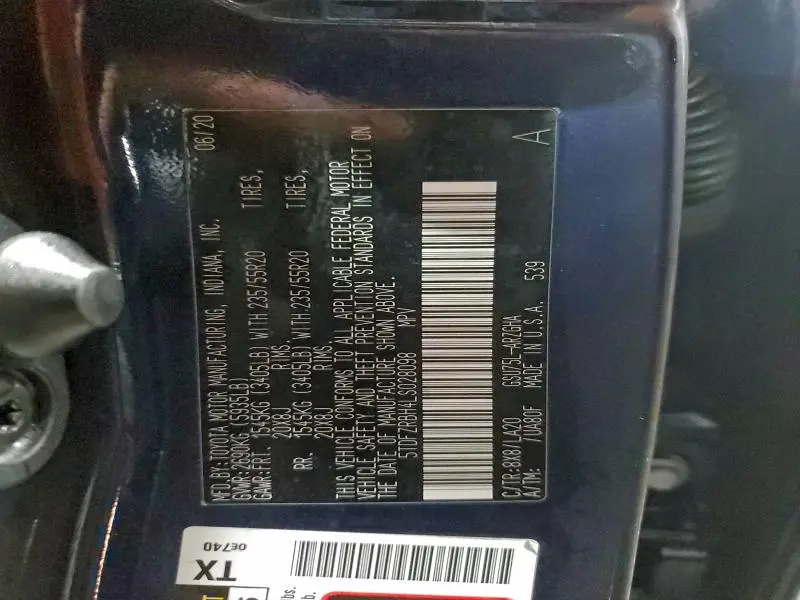 MFD.BY: TOYOTA MOTOR MANUFACTURING, INDIANA, INC. 06/20
GVWR: 2690KG (5935LB)
GAWR: FRT. 1545KG (3405LB) WITH: 235/55R20 TIRES,
20X8J RIMS.
RR. 1545KG (3405LB) WITH: 235/55R20 TIRES,
20X8J RIMS.
THIS VEHICLE CONFORMS TO ALL APPLICABLE FEDERAL MOTOR
VEHICLE SAFETY AND THEFT PREVENTION STANDARDS IN EFFECT ON
THE DATE OF MANUFACTURE SHOWN ABOVE.
5TDFZRBH4LS028088 MPV
C/TR: 8X8/LA20 GSU75L-ARZGHA
A/TM: /UA80F MADE IN U.S.A. 539
A
TX
0E740
lbs.